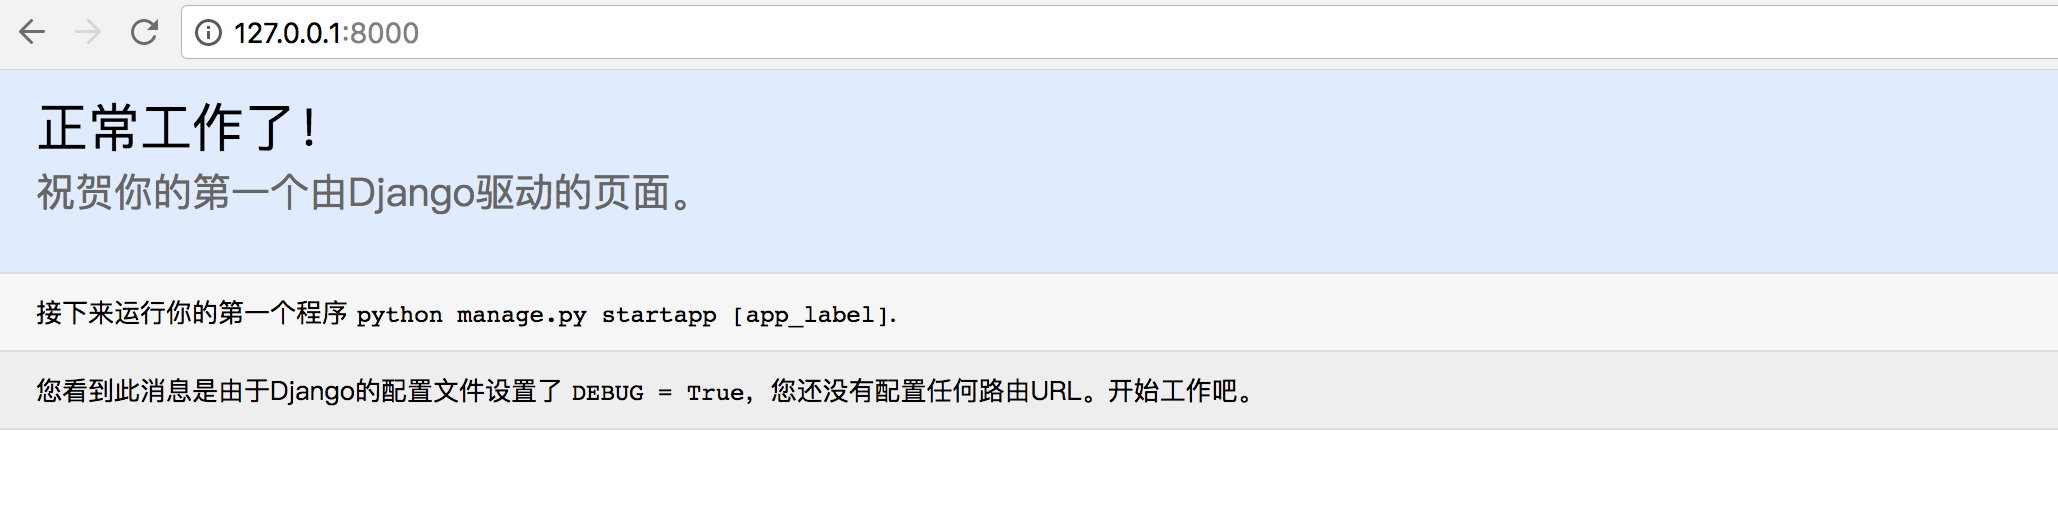 127.0.0.1:8000
正常工作了！
祝贺你的第一个由Django驱动的页面。
接下来运行你的第一个程序 python manage.py startapp [app_label].
您看到此消息是由于Django的配置文件设置了 DEBUG = True，您还没有配置任何路由URL。开始工作吧。